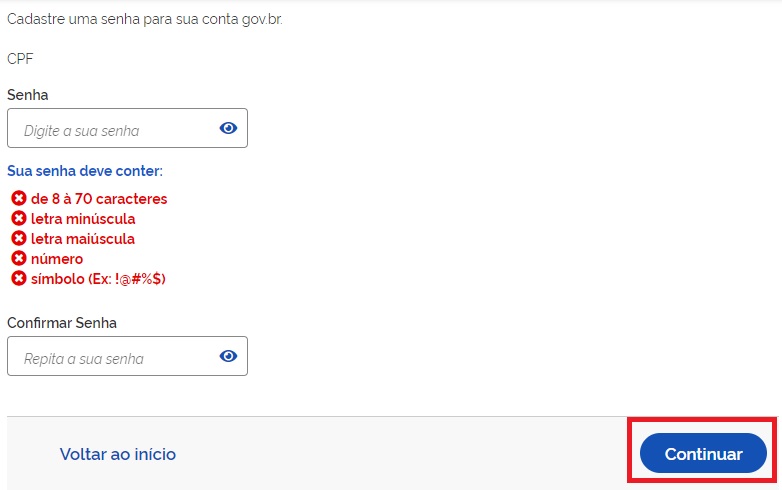 Cadastre uma senha para sua conta gov.br.
CPF
Senha
Digite a sua senha
Sua senha deve conter:
de 8 à 70 caracteres
letra minúscula
letra maiúscula
número
símbolo (Ex: !@#%$)
Confirmar Senha
Repita a sua senha
Voltar ao início
Continuar